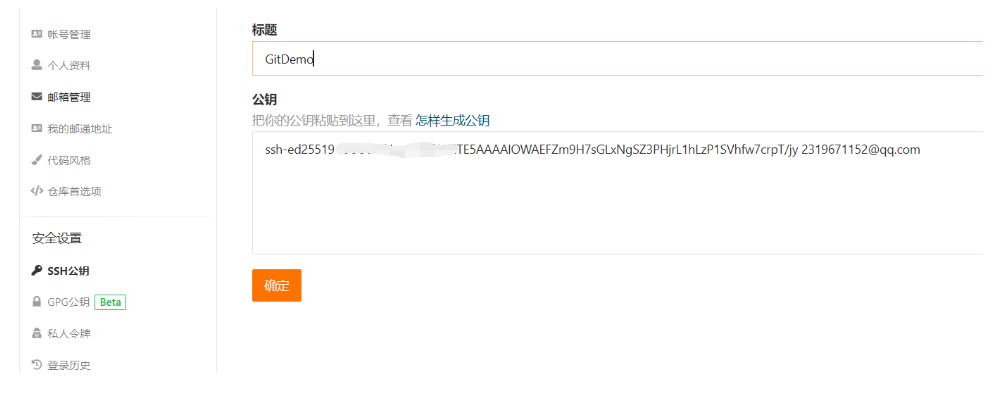 帐号管理
个人资料
邮箱管理
我的邮递地址
代码风格
仓库首选项
安全设置
SSH公钥
GPG公钥 Beta
私人令牌
登录历史
标题
GitDemo
公钥
把你的公钥粘贴到这里，查看 怎样生成公钥
ssh-ed25519 TE5AAAAIOWAEFZm9H7sGLxNgSZ3PHjrL1hLzP1SVhfw7crpT/jy 2319671152@qq.com
确定